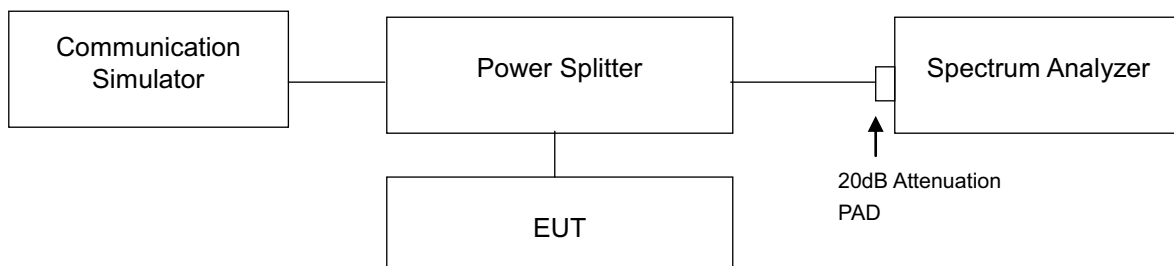 Communication
Simulator
Power Splitter
Spectrum Analyzer
20dB Attenuation
PAD
EUT